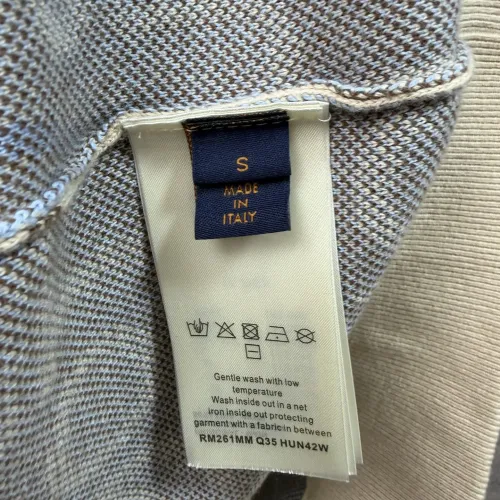 S
MADE
IN
ITALY
Gentle wash with low
temperature
Wash inside out in a net
iron inside out protecting
garment with a fabric in between
RM261MM Q35 HUN42W